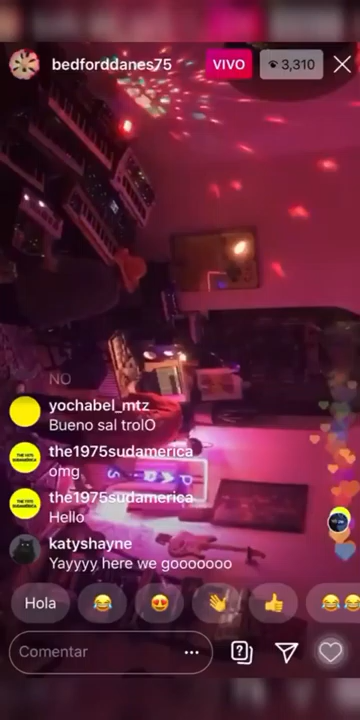 bedforddanes75
VIVO
3,310
NO
yochabel_mtz
Bueno sal trolO
the1975sudamerica
omg
the1975sudamerica
Hello
katyshayne
Yayyyy here we gooooooo
Hola
Comentar